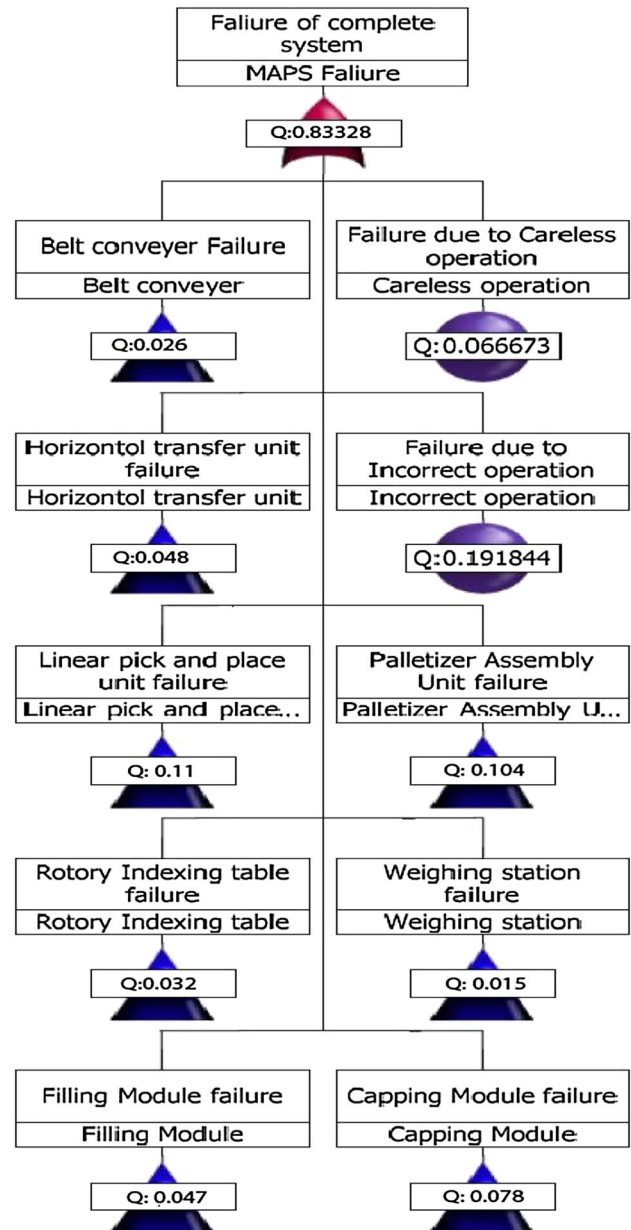 Faliure of complete
system
MAPS Faliure
Q:0.83328
Belt conveyer Failure
Belt conveyer
Q:0.026
Failure due to Careless
operation
Careless operation
Q:0.066673
Horizontol transfer unit
failure
Horizontol transfer unit
Q:0.048
Failure due to
Incorrect operation
Incorrect operation
Q:0.191844
Linear pick and place
unit failure
Linear pick and place...
Q: 0.11
Palletizer Assembly
Unit failure
Palletizer Assembly U...
Q: 0.104
Rotory Indexing table
failure
Rotory Indexing table
Q:0.032
Weighing station
failure
Weighing station
Q: 0.015
Filling Module failure
Filling Module
Q: 0.047
Capping Module failure
Capping Module
Q: 0.078